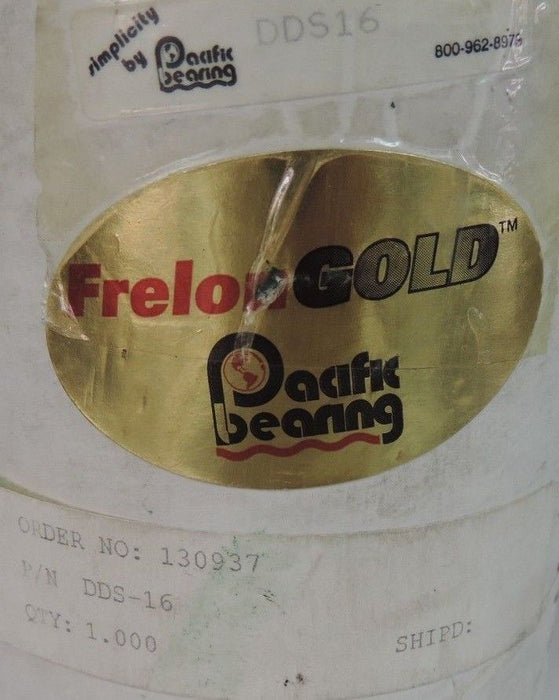 simplicity
by Pacific
bearing
DDS16
800-962-8979
FrelonGOLD™
Pacific
bearing
ORDER NO: 130937
P/N DDS-16
QTY: 1.000
SHIPD: